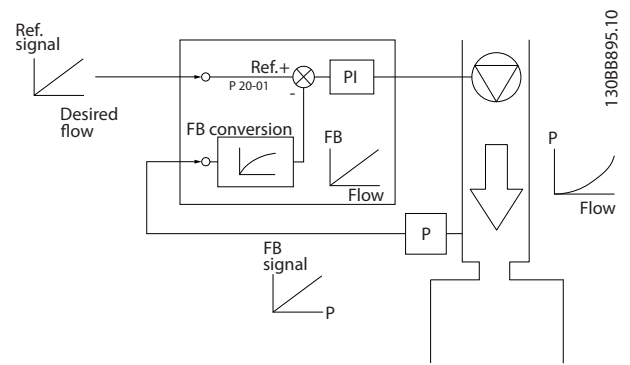 Ref.
signal
Desired
flow
Ref.+
P 20-01
-
PI
FB conversion
FB
Flow
P
FB
signal
P
P
Flow
130BB895.10